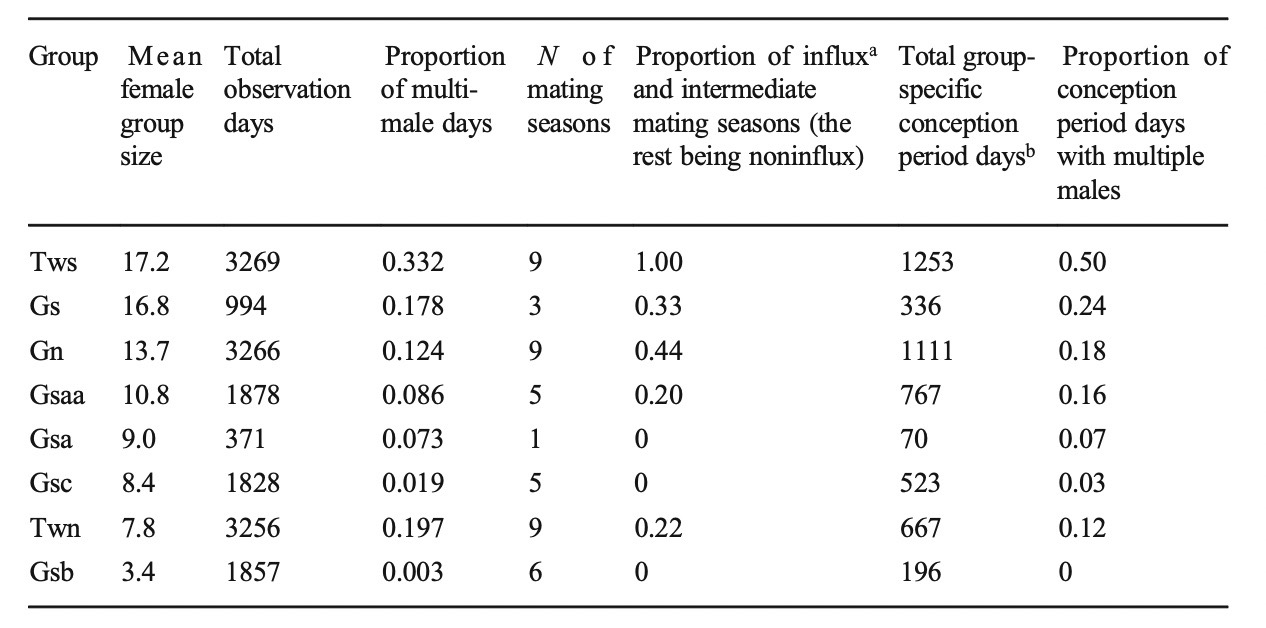 Group Mean female group size Total observation days Proportion of multi-male days N of mating seasons Proportion of influxa and intermediate mating seasons (the rest being noninflux) Total group-specific conception period daysb Proportion of conception period days with multiple males
Tws 17.2 3269 0.332 9 1.00 1253 0.50
Gs 16.8 994 0.178 3 0.33 336 0.24
Gn 13.7 3266 0.124 9 0.44 1111 0.18
Gsaa 10.8 1878 0.086 5 0.20 767 0.16
Gsa 9.0 371 0.073 1 0 70 0.07
Gsc 8.4 1828 0.019 5 0 523 0.03
Twn 7.8 3256 0.197 9 0.22 667 0.12
Gsb 3.4 1857 0.003 6 0 196 0